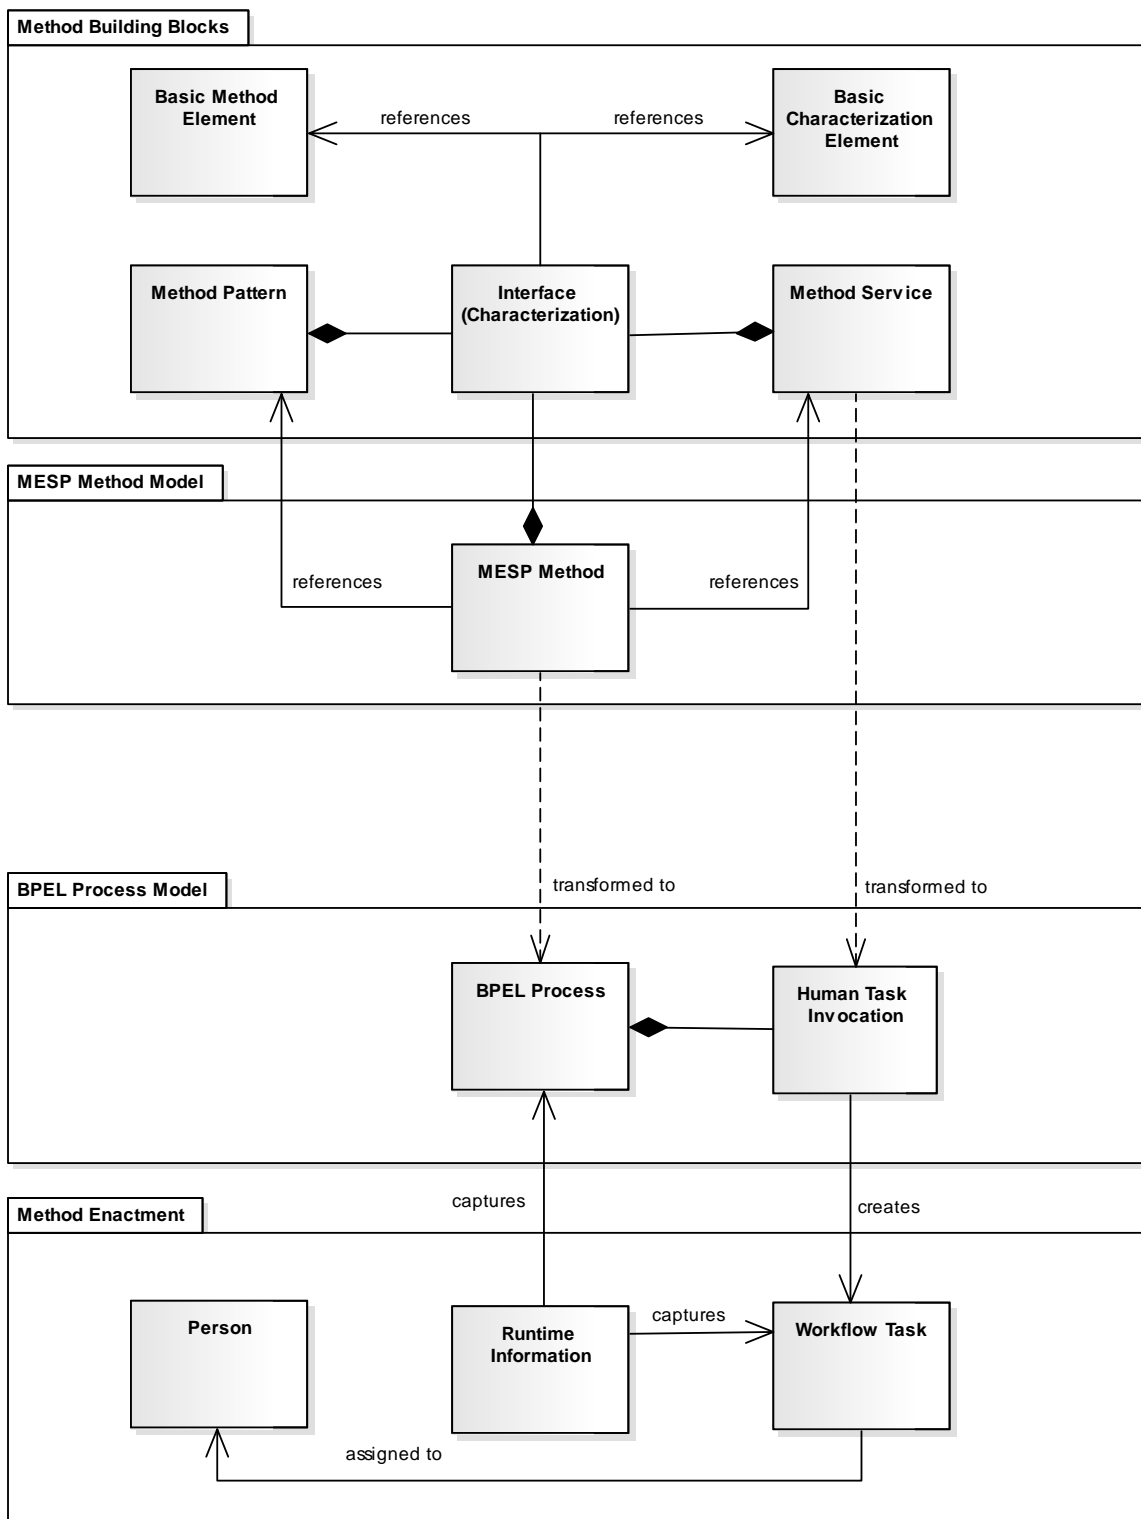 Method Building Blocks
Basic Method
Element
Basic
Characterization
Element
references
references
Method Pattern
Interface
(Characterization)
Method Service
MESP Method Model
MESP Method
references
references
transformed to
transformed to
BPEL Process Model
BPEL Process
Human Task
Invocation
captures
creates
Method Enactment
Person
Runtime
Information
captures
Workflow Task
assigned to